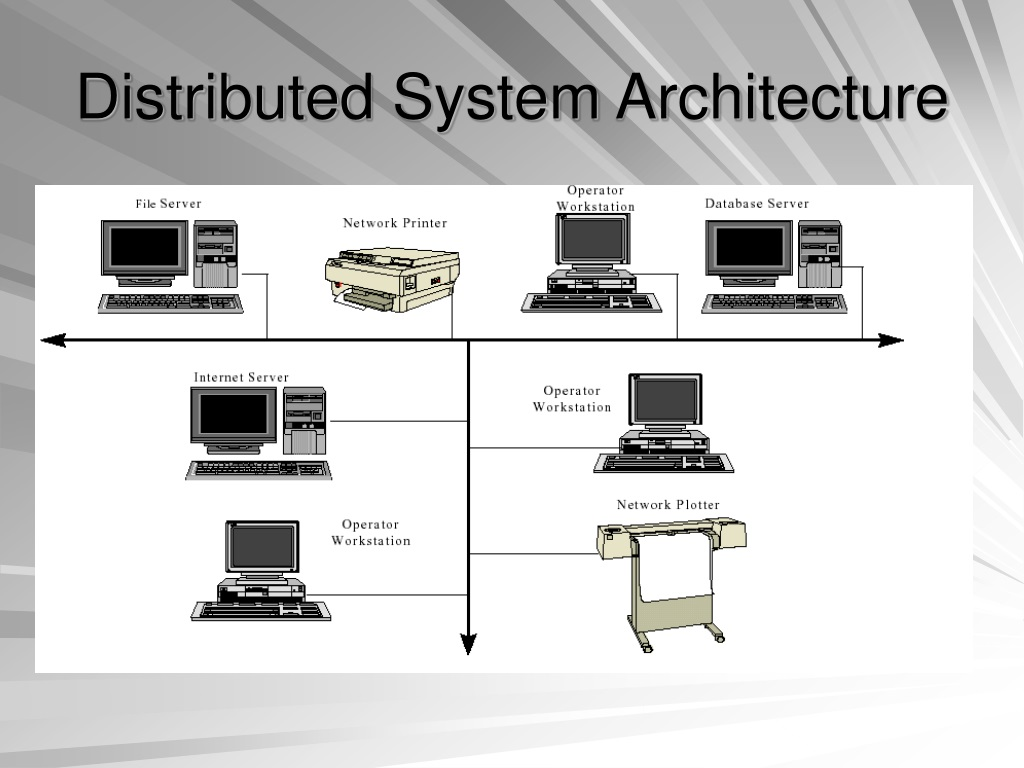 Distributed System Architecture
File Server
Network Printer
Operator
Workstation
Database Server
Internet Server
Operator
Workstation
Operator
Workstation
Network Plotter